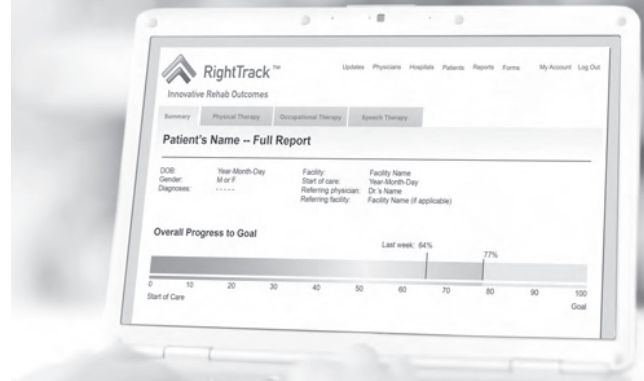 RightTrack™
Updates Physicians Hospitals Patients Reports Forms My Account Log Out
Innovative Rehab Outcomes
Summary Physical Therapy Occupational Therapy Speech Therapy
Patient's Name -- Full Report
DOB: Year-Month-Day Facility: Facility Name
Gender: M or F Start of care: Year-Month-Day
Diagnoses: - - - - - Referring physician: Dr.'s Name
Referring facility: Facility Name (if applicable)
Overall Progress to Goal
Last week: 64%
77%
0 10 20 30 40 50 60 70 80 90 100
Start of Care Goal